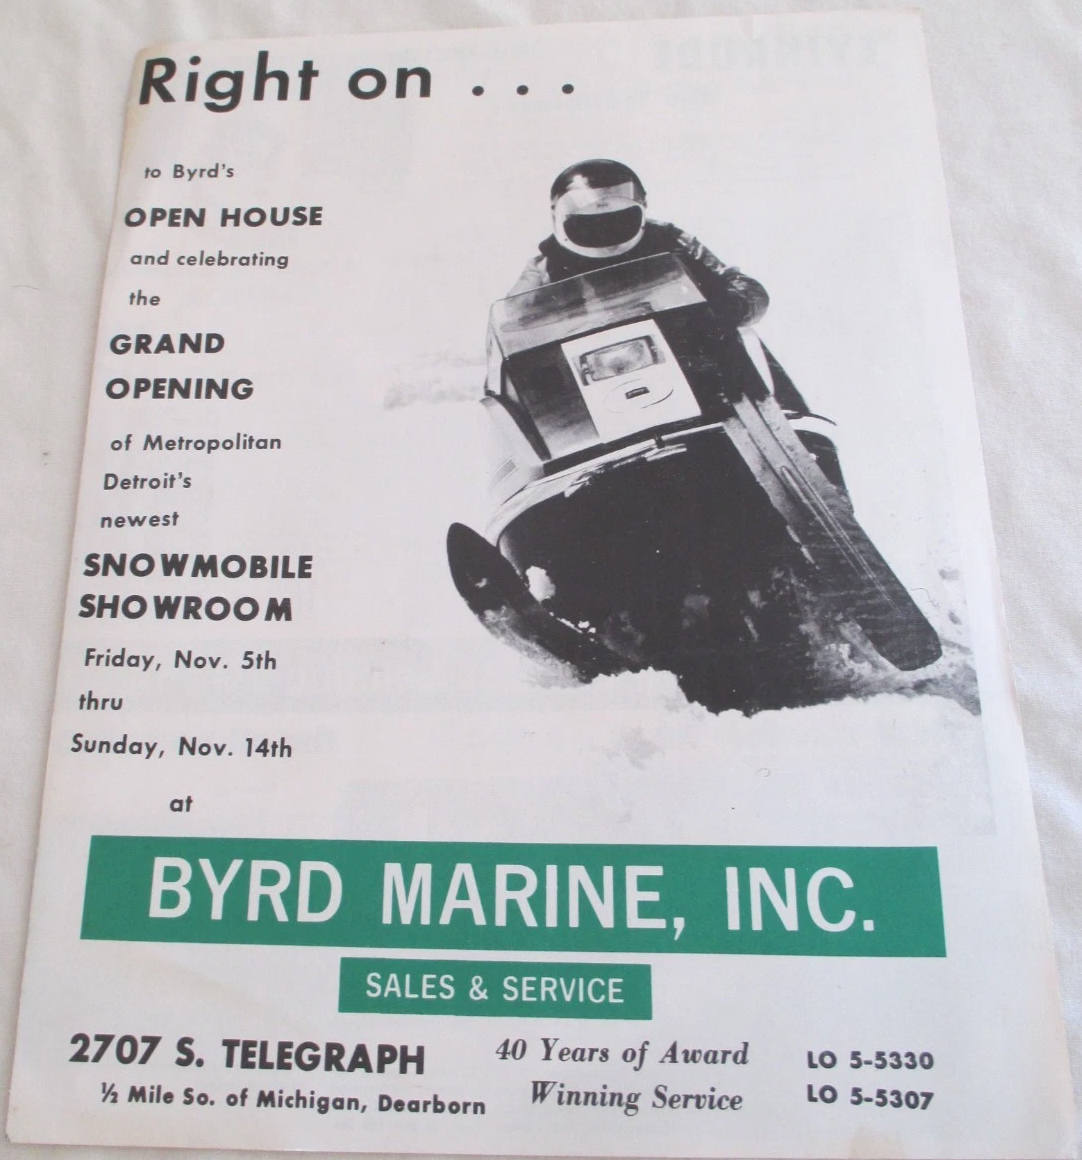 Right on . . .
to Byrd's
OPEN HOUSE
and celebrating
the
GRAND
OPENING
of Metropolitan
Detroit's
newest
SNOWMOBILE
SHOWROOM
Friday, Nov. 5th
thru
Sunday, Nov. 14th
at
BYRD MARINE, INC.
SALES & SERVICE
2707 S. TELEGRAPH
½ Mile So. of Michigan, Dearborn
40 Years of Award
Winning Service
LO 5-5330
LO 5-5307